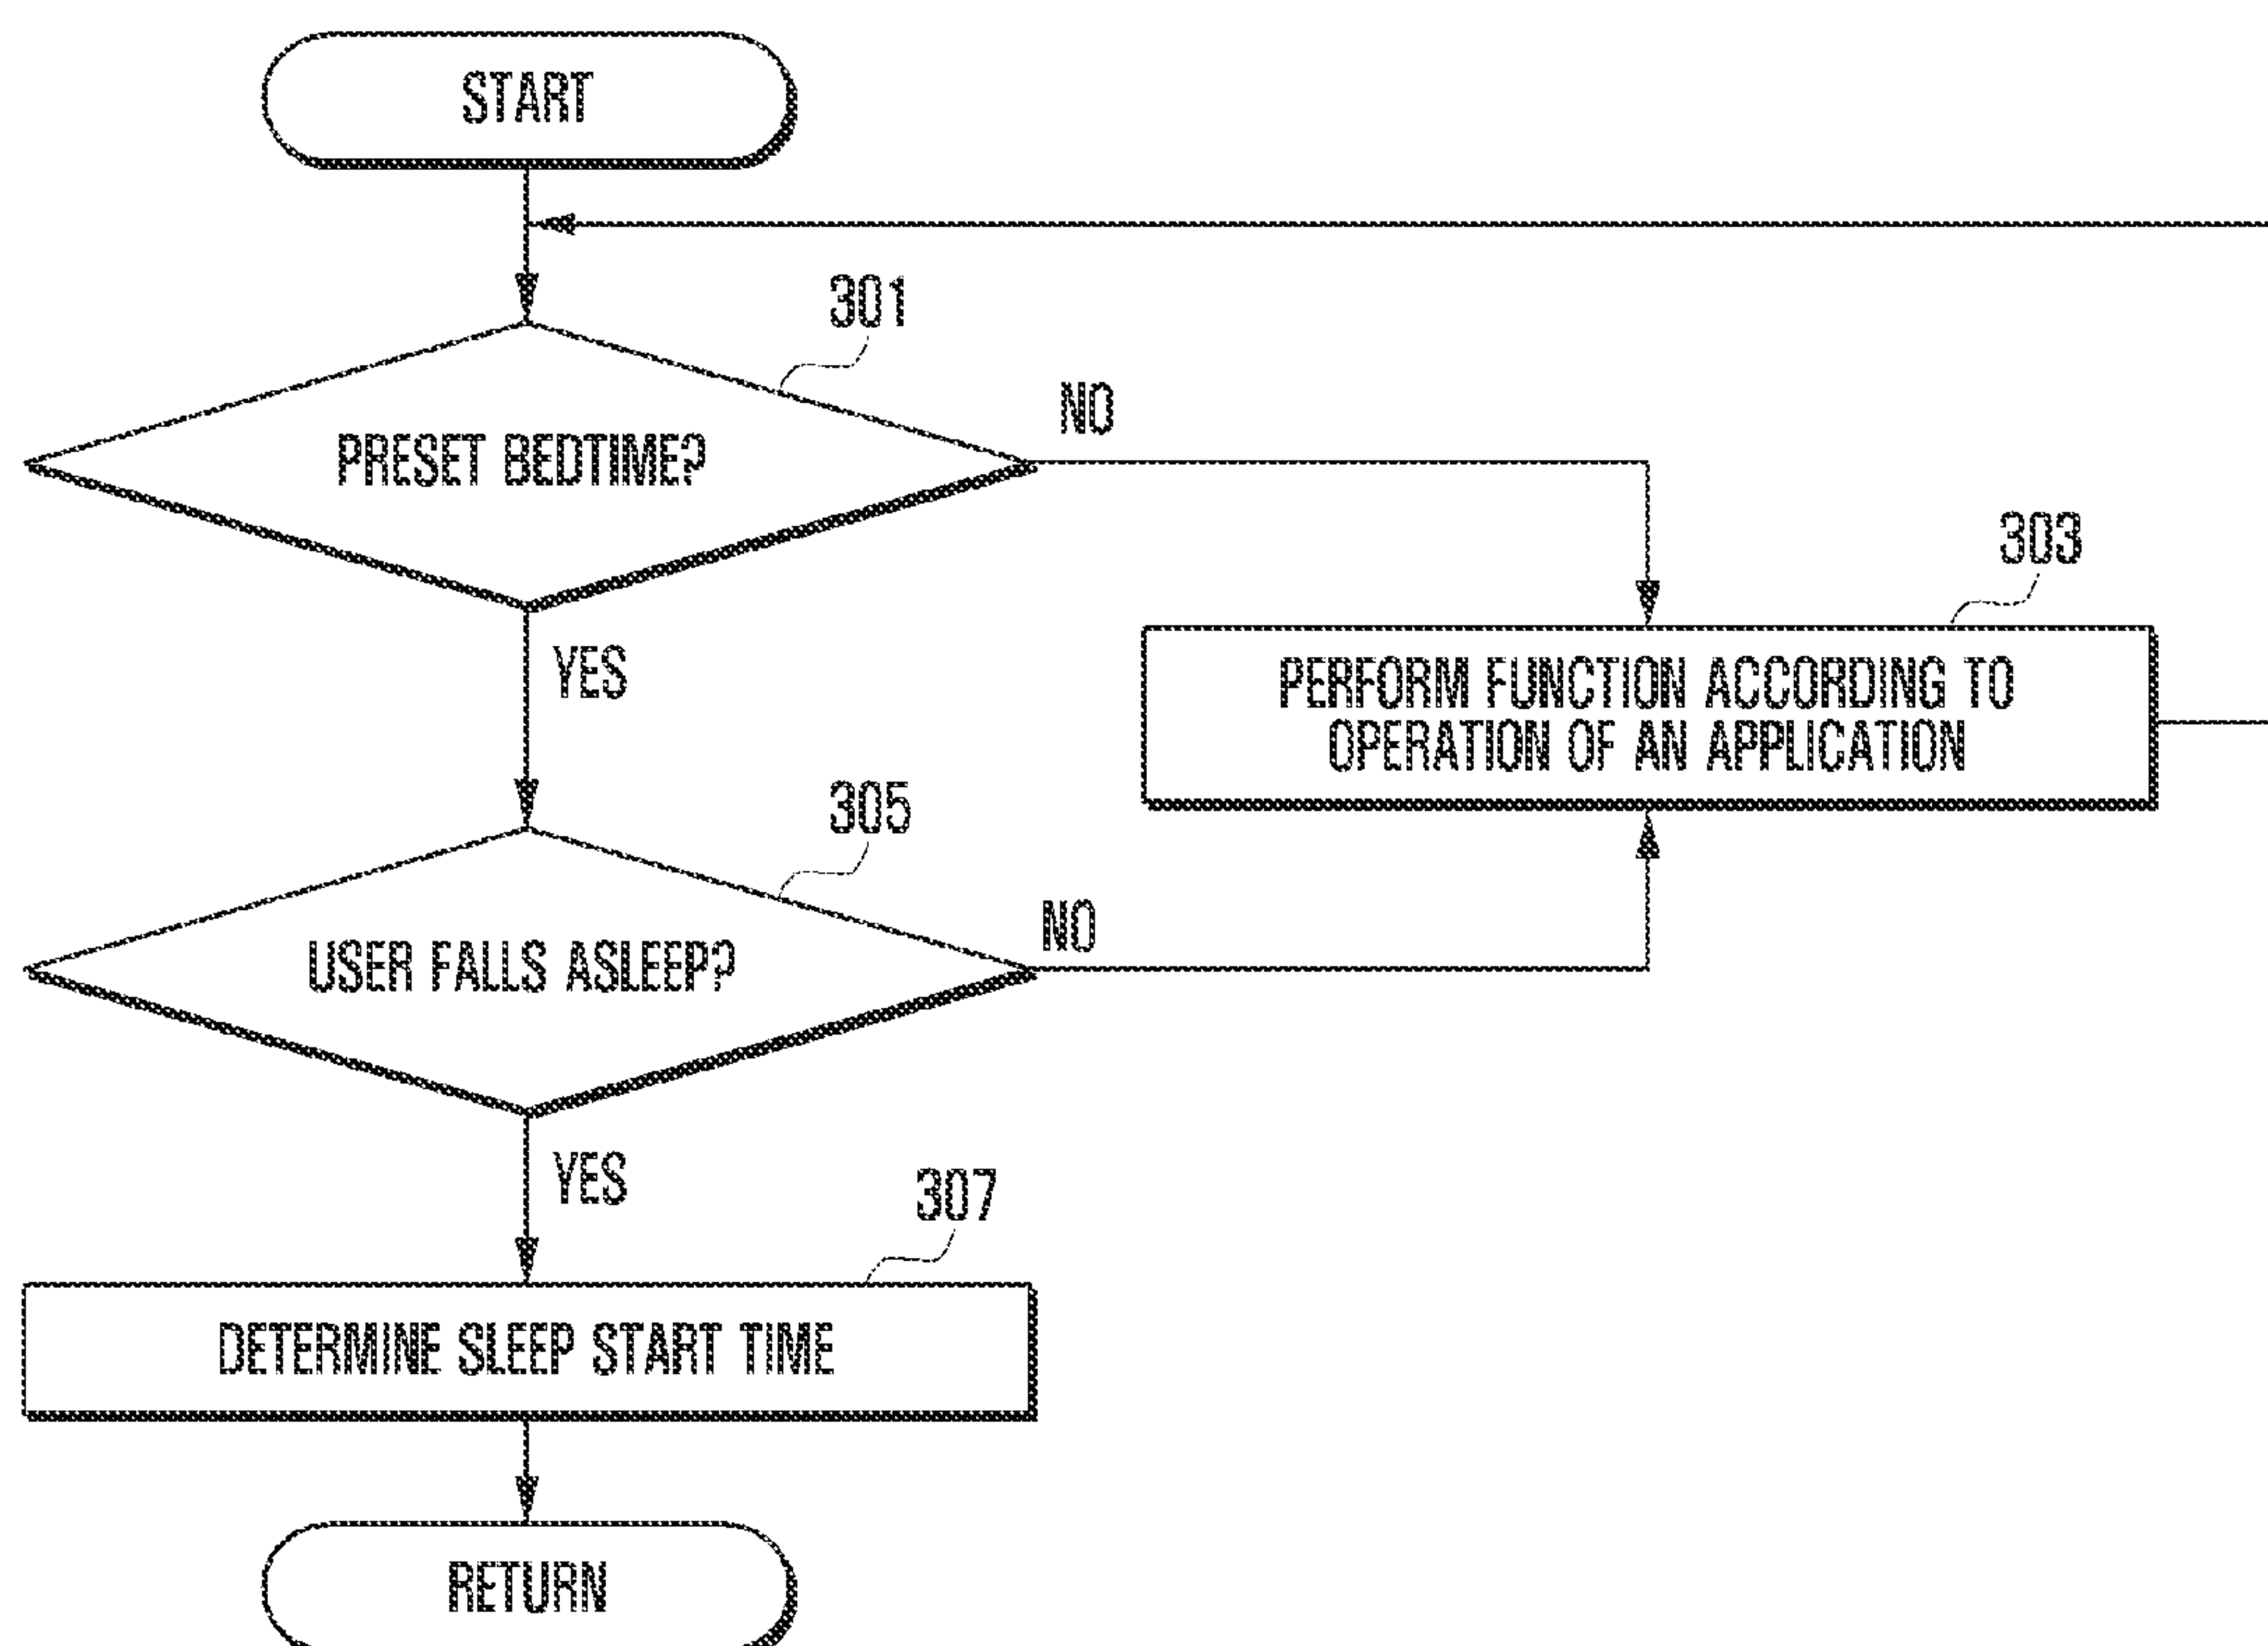 START
301
NO
PRESET BEDTIME?
303
YES
PERFORM FUNCTION ACCORDING TO
OPERATION OF AN APPLICATION
305
NO
USER FALLS ASLEEP?
YES
307
DETERMINE SLEEP START TIME
RETURN